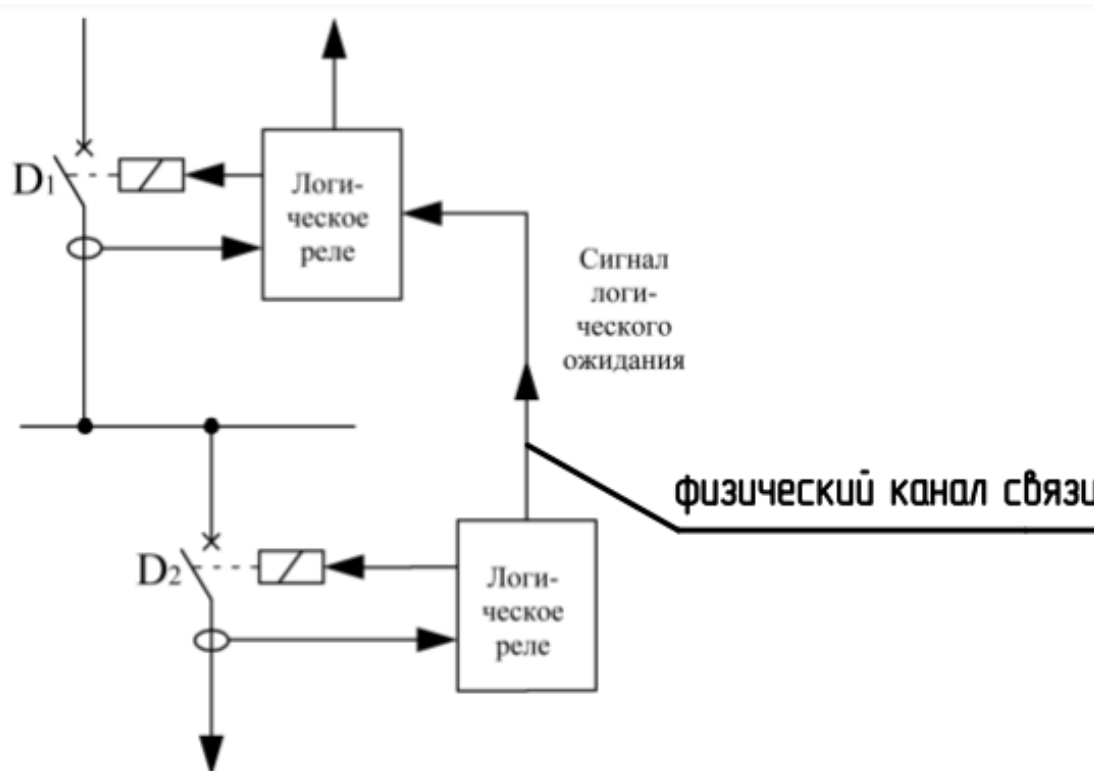 D1
Логи-
ческое
реле
Сигнал
логи-
ческого
ожидания
физический канал связи
D2
Логи-
ческое
реле